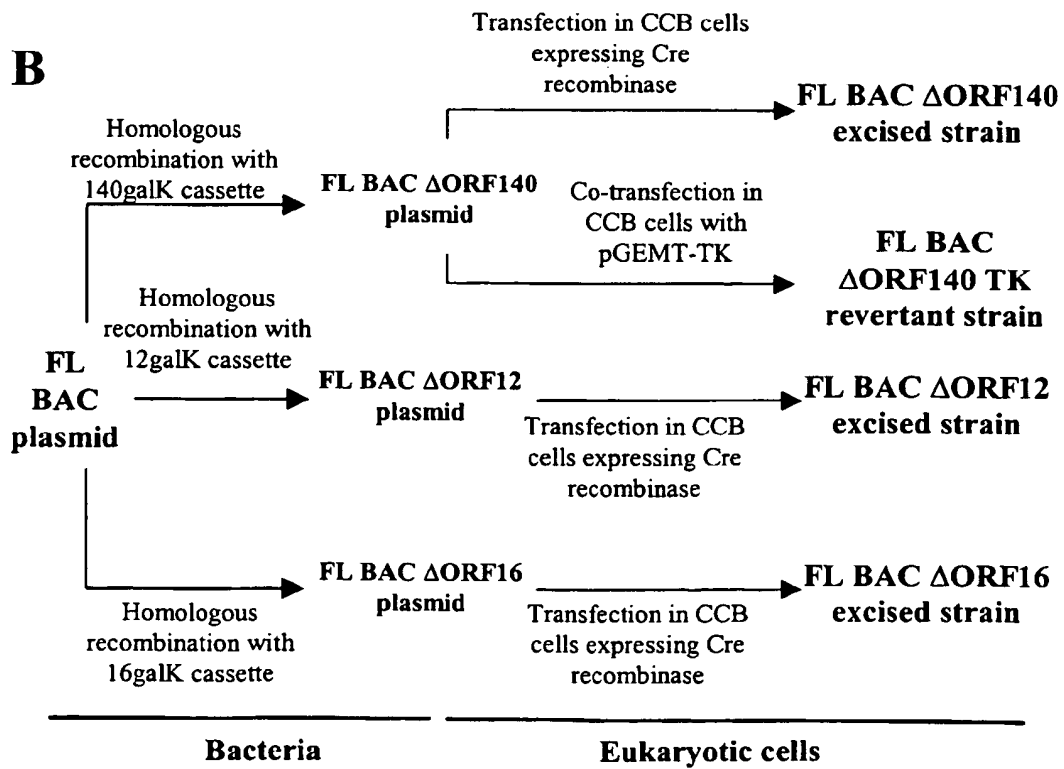 B
Transfection in CCB cells
expressing Cre
recombinase
FL BAC ΔORF140
excised strain
Homologous
recombination with
140galK cassette
FL BAC ΔORF140
plasmid
Co-transfection in
CCB cells with
pGEMT-TK
FL BAC
ΔORF140 TK
revertant strain
Homologous
recombination with
12galK cassette
FL
BAC
plasmid
FL BAC ΔORF12
plasmid
Transfection in CCB
cells expressing Cre
recombinase
FL BAC ΔORF12
excised strain
Homologous
recombination with
16galK cassette
FL BAC ΔORF16
plasmid
Transfection in CCB
cells expressing Cre
recombinase
FL BAC ΔORF16
excised strain
Bacteria
Eukaryotic cells